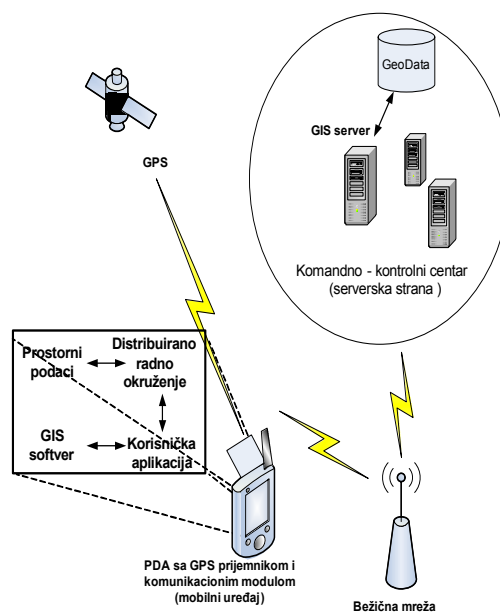 GeoData
GIS server
GPS
Komandno - kontrolni centar
(serverska strana )
Prostorni
podaci
Distribuirano
radno
okruženje
GIS
softver
Korisnička
aplikacija
PDA sa GPS prijemnikom i
komunikacionim modulom
(mobilni uređaj)
Bežična mreža